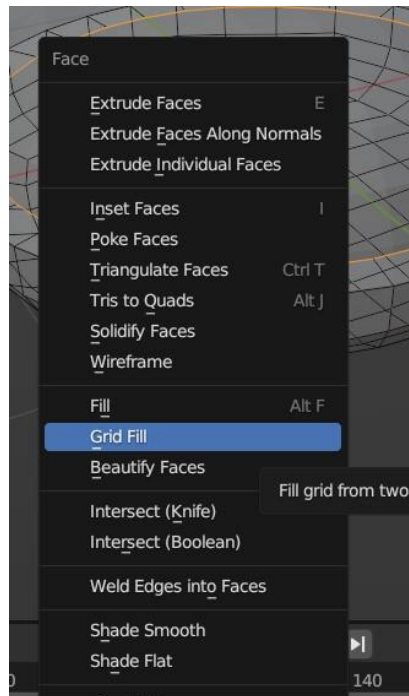 Face
Extrude Faces E
Extrude Faces Along Normals
Extrude Individual Faces
Inset Faces I
Poke Faces
Triangulate Faces Ctrl T
Tris to Quads Alt J
Solidify Faces
Wireframe
Fill Alt F
Grid Fill
Beautify Faces
Fill grid from two
Intersect (Knife)
Intersect (Boolean)
Weld Edges into Faces
Shade Smooth
Shade Flat
140